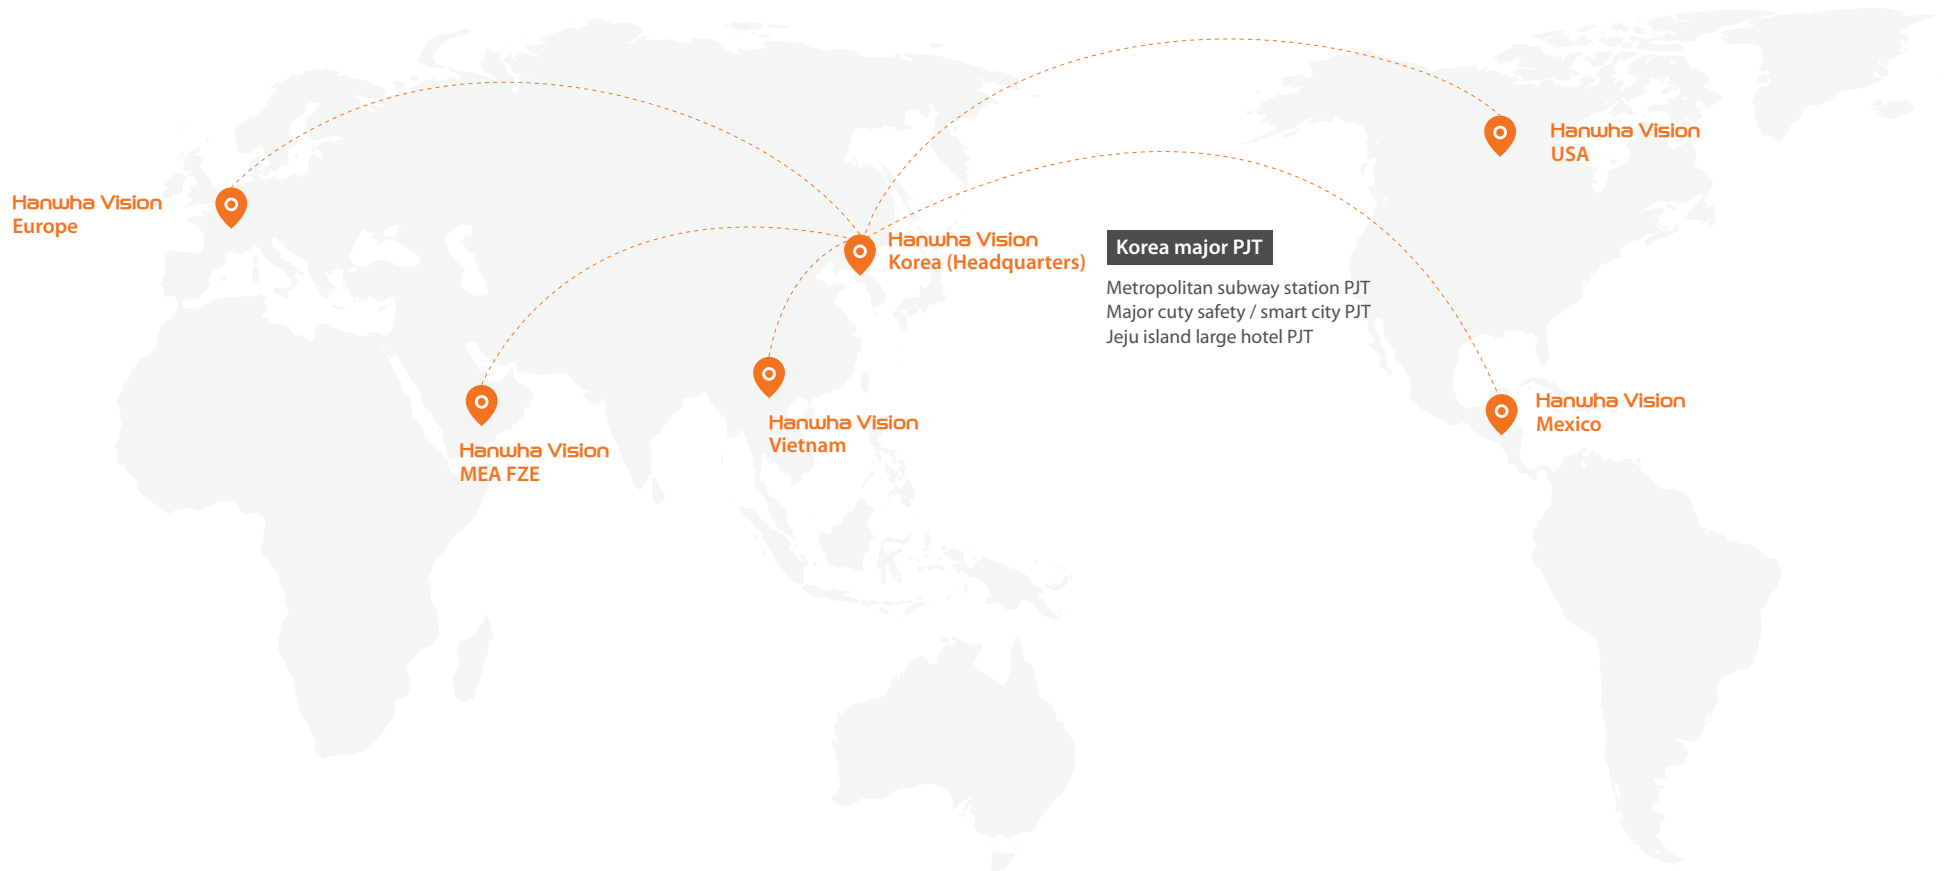 Hanwha Vision
USA
Hanwha Vision
Europe
Hanwha Vision
Korea (Headquarters)
Korea major PJT
Metropolitan subway station PJT
Major cuty safety / smart city PJT
Jeju island large hotel PJT
Hanwha Vision
Mexico
Hanwha Vision
Vietnam
Hanwha Vision
MEA FZE